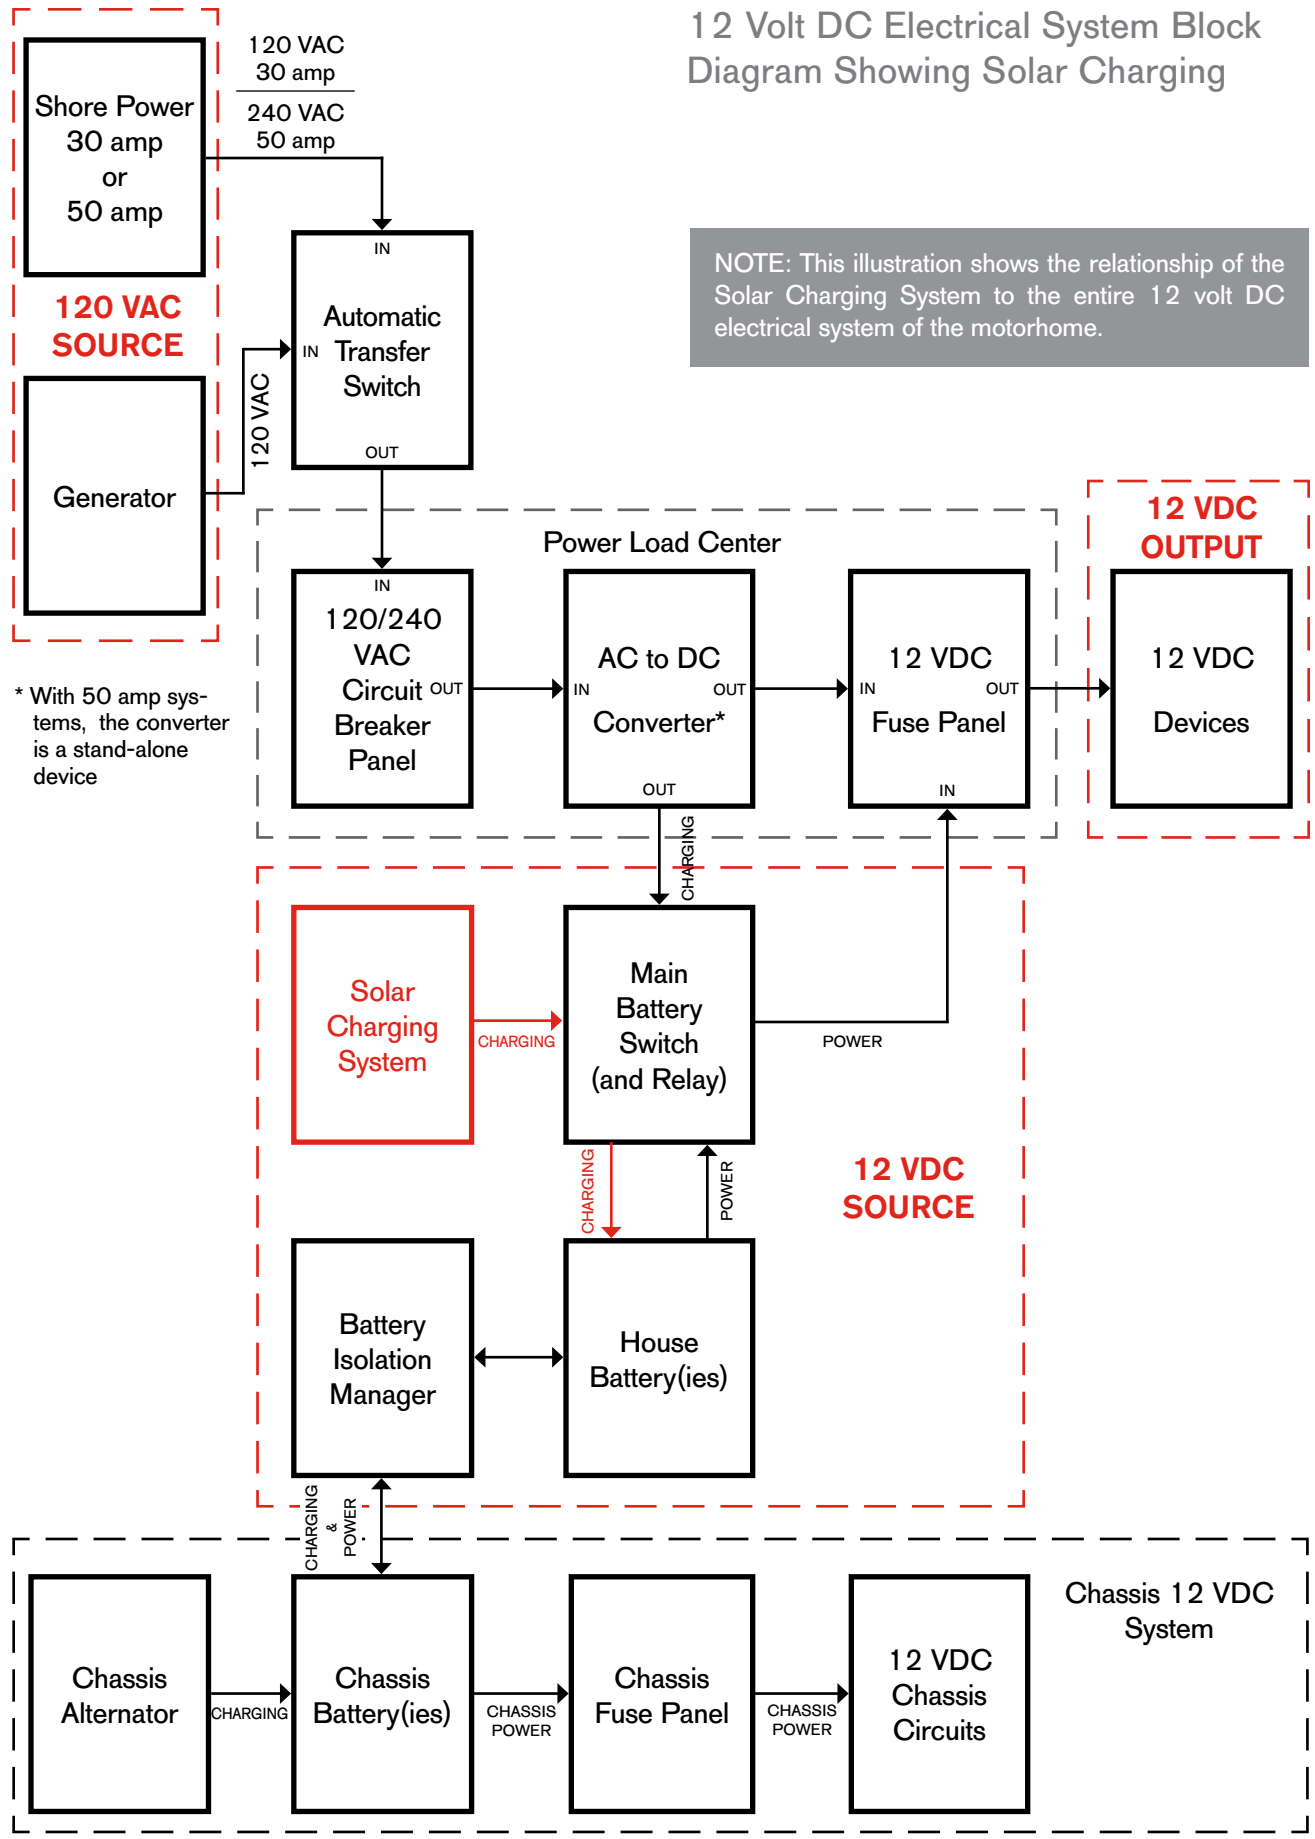 12 Volt DC Electrical System Block
Diagram Showing Solar Charging
120 VAC
30 amp
240 VAC
50 amp
Shore Power
30 amp
or
50 amp
120 VAC
SOURCE
Generator
120 VAC
IN
IN
Automatic
Transfer
Switch
OUT
NOTE: This illustration shows the relationship of the
Solar Charging System to the entire 12 volt DC
electrical system of the motorhome.
* With 50 amp sys-
tems, the converter
is a stand-alone
device
Power Load Center
IN
120/240
VAC
Circuit
Breaker
Panel
OUT
AC to DC
IN
OUT
Converter*
OUT
12 VDC
IN
OUT
Fuse Panel
IN
12 VDC
OUTPUT
12 VDC
Devices
CHARGING
Solar
Charging
System
CHARGING
Main
Battery
Switch
(and Relay)
POWER
CHARGING
POWER
12 VDC
SOURCE
Battery
Isolation
Manager
House
Battery(ies)
CHARGING
&
POWER
Chassis 12 VDC
System
Chassis
Alternator
CHARGING
Chassis
Battery(ies)
CHASSIS
POWER
Chassis
Fuse Panel
CHASSIS
POWER
12 VDC
Chassis
Circuits